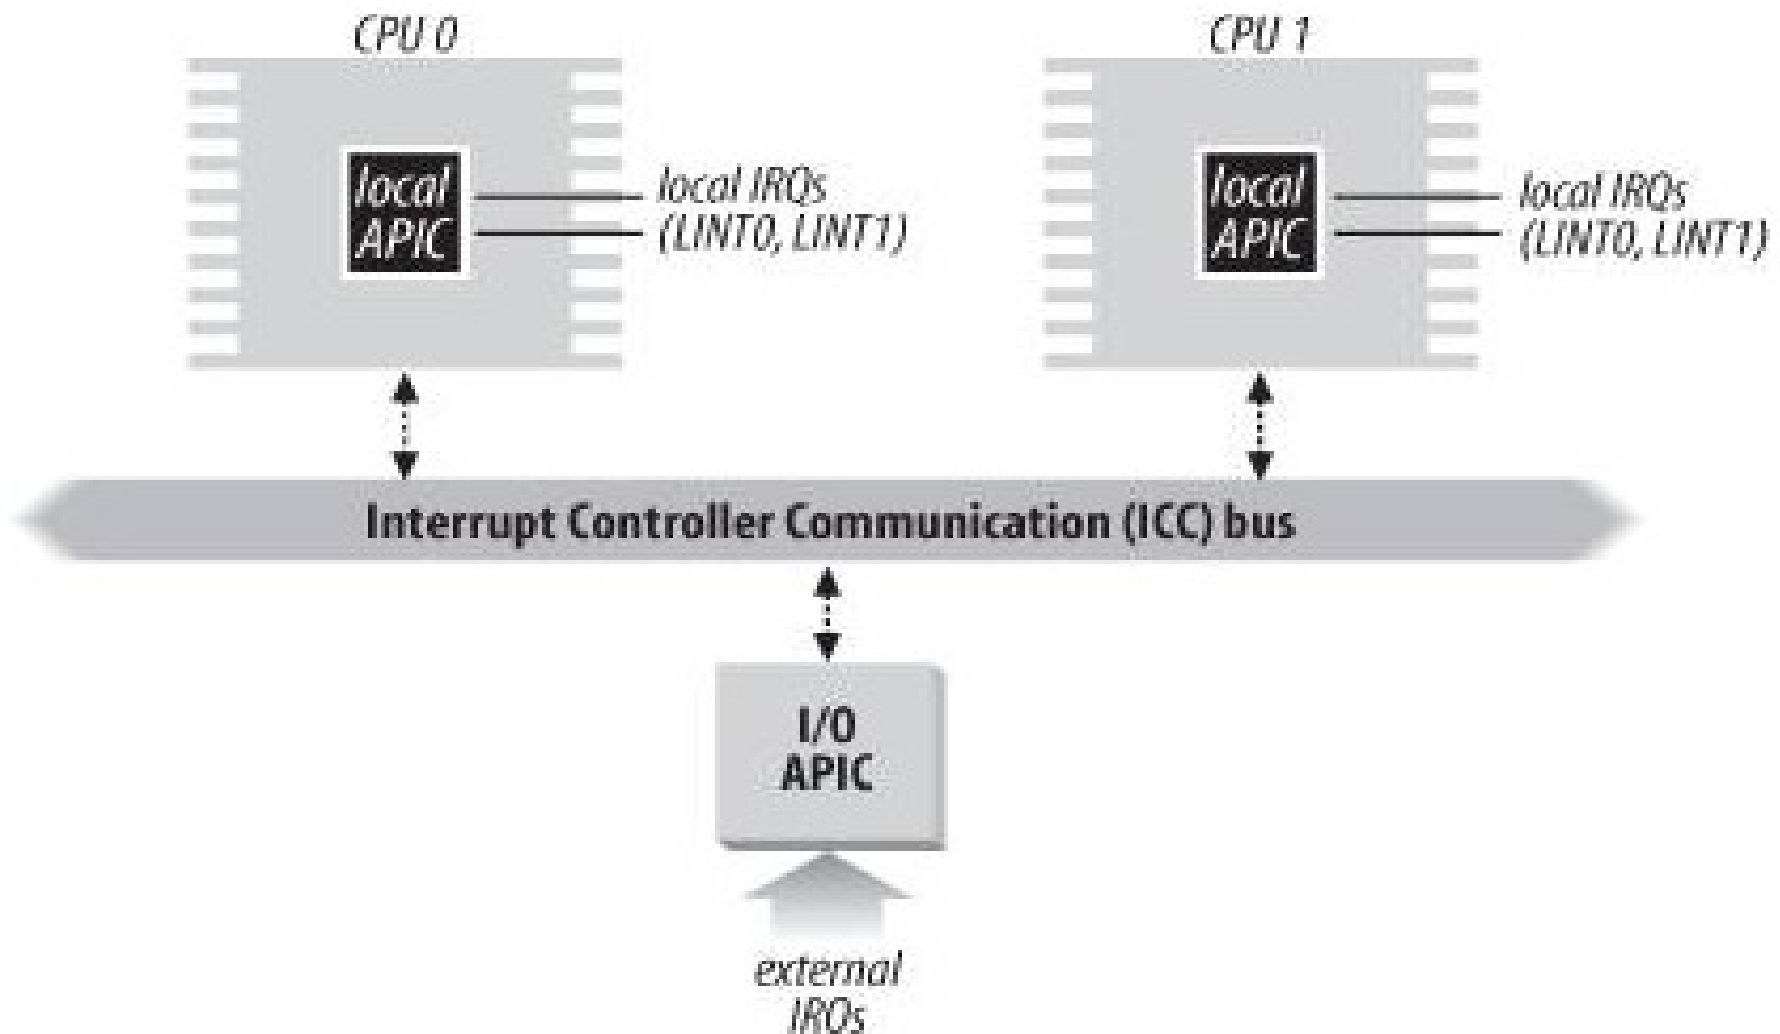 CPU 0
CPU 1
local
APIC
local IRQs
(LINT0, LINT1)
local
APIC
local IRQs
(LINT0, LINT1)
Interrupt Controller Communication (ICC) bus
I/O
APIC
external
IRQs